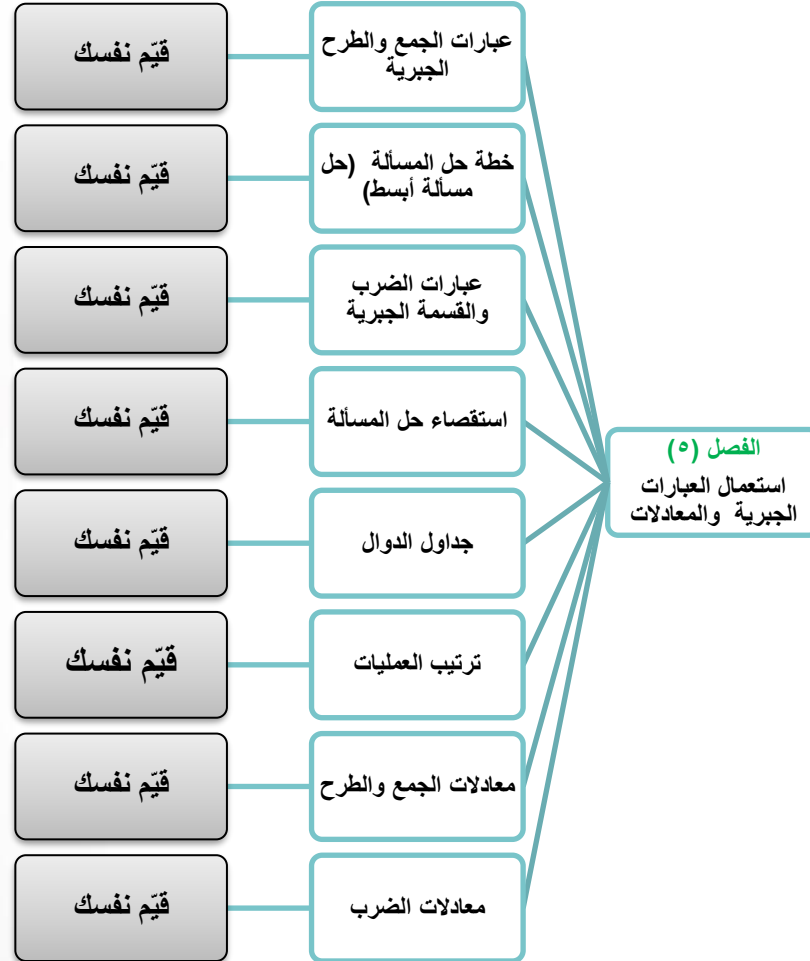 الفصل (٥)
استعمال العبارات
الجبرية والمعادلات
عبارات الجمع والطرح
الجبرية
قيّم نفسك
خطة حل المسألة (حل
مسألة أبسط)
قيّم نفسك
عبارات الضرب
والقسمة الجبرية
قيّم نفسك
استقصاء حل المسألة
قيّم نفسك
جداول الدوال
قيّم نفسك
ترتيب العمليات
قيّم نفسك
معادلات الجمع والطرح
قيّم نفسك
معادلات الضرب
قيّم نفسك